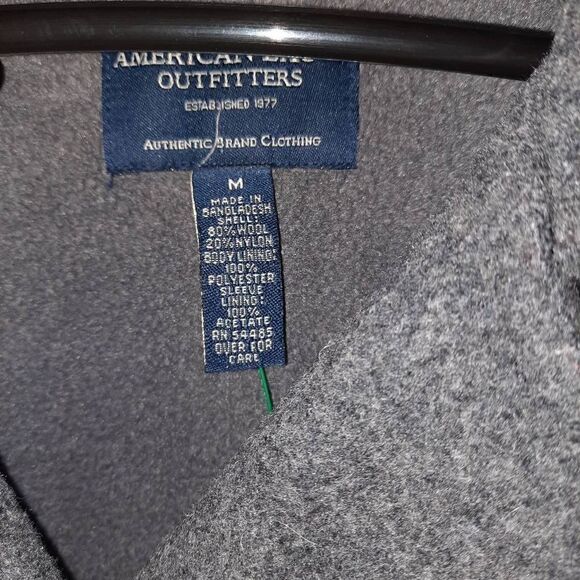 AMERICAN
OUTFITTERS
ESTABLISHED 1977
AUTHENTIC BRAND CLOTHING
M
MADE IN
BANGLADESH
SHELL:
80% WOOL
20% NYLON
BODY LINING:
100%
POLYESTER
SLEEVE
LINING:
100%
ACETATE
RN 54485
OVER FOR
CARE